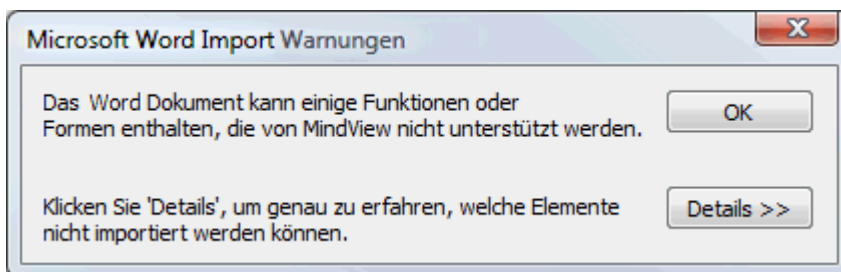 Microsoft Word Import Warnungen
Das Word Dokument kann einige Funktionen oder
Formen enthalten, die von MindView nicht unterstützt werden.
OK
Klicken Sie 'Details', um genau zu erfahren, welche Elemente
nicht importiert werden können.
Details >>